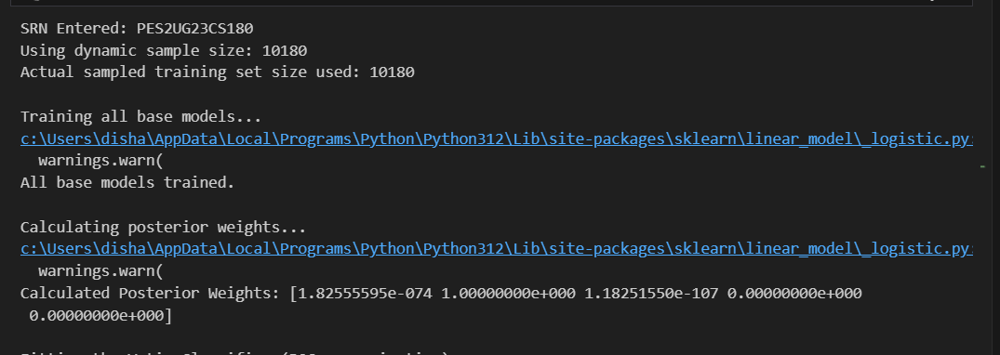 SRN Entered: PES2UG23CS180
Using dynamic sample size: 10180
Actual sampled training set size used: 10180
Training all base models...
c:\Users\disha\AppData\Local\Programs\Python\Python312\Lib\site-packages\sklearn\linear_model\_logistic.py:
warnings.warn(
All base models trained.
Calculating posterior weights...
c:\Users\disha\AppData\Local\Programs\Python\Python312\Lib\site-packages\sklearn\linear_model\_logistic.py:
warnings.warn(
Calculated Posterior Weights: [1.82555595e-074 1.00000000e+000 1.18251550e-107 0.00000000e+000
0.00000000e+000]